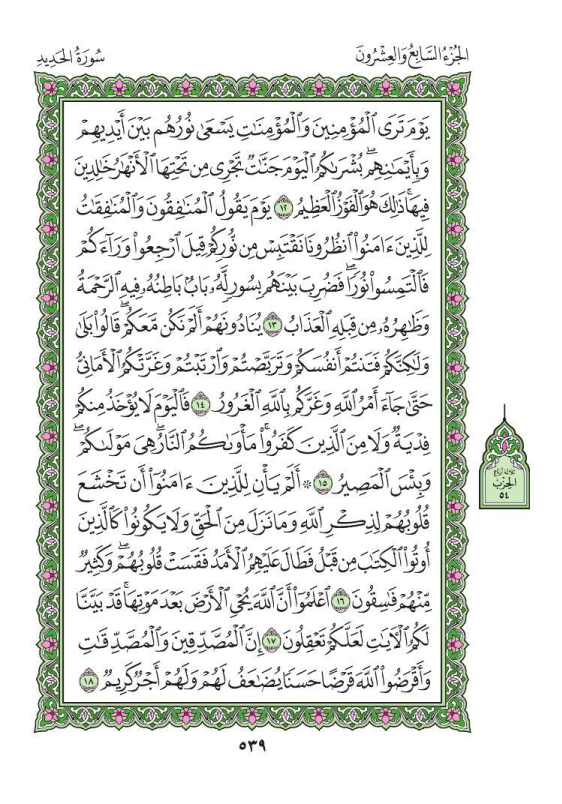 الجُزْءُ السَّابِعُ وَالعِشْرُونَ
سُورَةُ الحَدِيدِ
يَوْمَ تَرَى ٱلْمُؤْمِنِينَ وَٱلْمُؤْمِنَٰتِ يَسْعَىٰ نُورُهُم بَيْنَ أَيْدِيهِمْ
وَبِأَيْمَٰنِهِمۖ بُشْرَىٰكُمُ ٱلْيَوْمَ جَنَّٰتٌ تَجْرِى مِن تَحْتِهَا ٱلْأَنْهَٰرُ خَٰلِدِينَ
فِيهَاۚ ذَٰلِكَ هُوَ ٱلْفَوْزُ ٱلْعَظِيمُ ١٢ يَوْمَ يَقُولُ ٱلْمُنَٰفِقُونَ وَٱلْمُنَٰفِقَٰتُ
لِلَّذِينَ ءَامَنُوا۟ ٱنظُرُونَا نَقْتَبِسْ مِن نُّورِكُمْ قِيلَ ٱرْجِعُوا۟ وَرَآءَكُمْ
فَٱلْتَمِسُوا۟ نُورًاۖ فَضُرِبَ بَيْنَهُم بِسُورٍ لَّهُۥ بَابٌۢ بَاطِنُهُۥ فِيهِ ٱلرَّحْمَةُ
وَظَٰهِرُهُۥ مِن قِبَلِهِ ٱلْعَذَابُ ١٣ يُنَادُونَهُمْ أَلَمْ نَكُن مَّعَكُمْۖ قَالُوا۟ بَلَىٰ
وَلَٰكِنَّكُمْ فَتَنتُمْ أَنفُسَكُمْ وَتَرَبَّصْتُمْ وَٱرْتَبْتُمْ وَغَرَّتْكُمُ ٱلْأَمَانِىُّ
حَتَّىٰ جَآءَ أَمْرُ ٱللَّهِ وَغَرَّكُم بِٱللَّهِ ٱلْغَرُورُ ١٤ فَٱلْيَوْمَ لَا يُؤْخَذُ مِنكُمْ
فِدْيَةٌ وَلَا مِنَ ٱلَّذِينَ كَفَرُوا۟ۚ مَأْوَىٰكُمُ ٱلنَّارُۖ هِىَ مَوْلَىٰكُمْۖ
وَبِئْسَ ٱلْمَصِيرُ ١٥ ۞ أَلَمْ يَأْنِ لِلَّذِينَ ءَامَنُوٓا۟ أَن تَخْشَعَ
قُلُوبُهُمْ لِذِكْرِ ٱللَّهِ وَمَا نَزَلَ مِنَ ٱلْحَقِّ وَلَا يَكُونُوا۟ كَٱلَّذِينَ
أُوتُوا۟ ٱلْكِتَٰبَ مِن قَبْلُ فَطَالَ عَلَيْهِمُ ٱلْأَمَدُ فَقَسَتْ قُلُوبُهُمْۖ وَكَثِيرٌ
مِّنْهُمْ فَٰسِقُونَ ١٦ ٱعْلَمُوٓا۟ أَنَّ ٱللَّهَ يُحْىِ ٱلْأَرْضَ بَعْدَ مَوْتِهَاۚ قَدْ بَيَّنَّا
لَكُمُ ٱلْءَايَٰتِ لَعَلَّكُمْ تَعْقِلُونَ ١٧ إِنَّ ٱلْمُصَّدِّقِينَ وَٱلْمُصَّدِّقَٰتِ
وَأَقْرَضُوا۟ ٱللَّهَ قَرْضًا حَسَنًا يُضَٰعَفُ لَهُمْ وَلَهُمْ أَجْرٌ كَرِيمٌ ١٨
الحِزْب
٥٤
٥٣٩